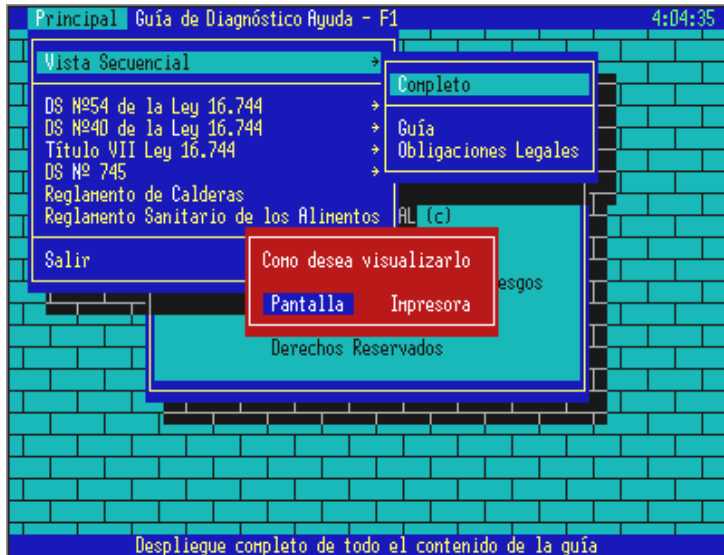 Principal Guía de Diagnóstico Ayuda - F1 4:04:35
Vista Secuencial
DS Nº54 de la Ley 16.744
DS Nº40 de la Ley 16.744
Título VII Ley 16.744
DS Nº 745
Reglamento de Calderas
Reglamento Sanitario de los Alimentos
Salir
Completo
Guía
Obligaciones Legales
AL (c)
esgos
Como desea visualizarlo
Pantalla Impresora
Derechos Reservados
Despliegue completo de todo el contenido de la guía